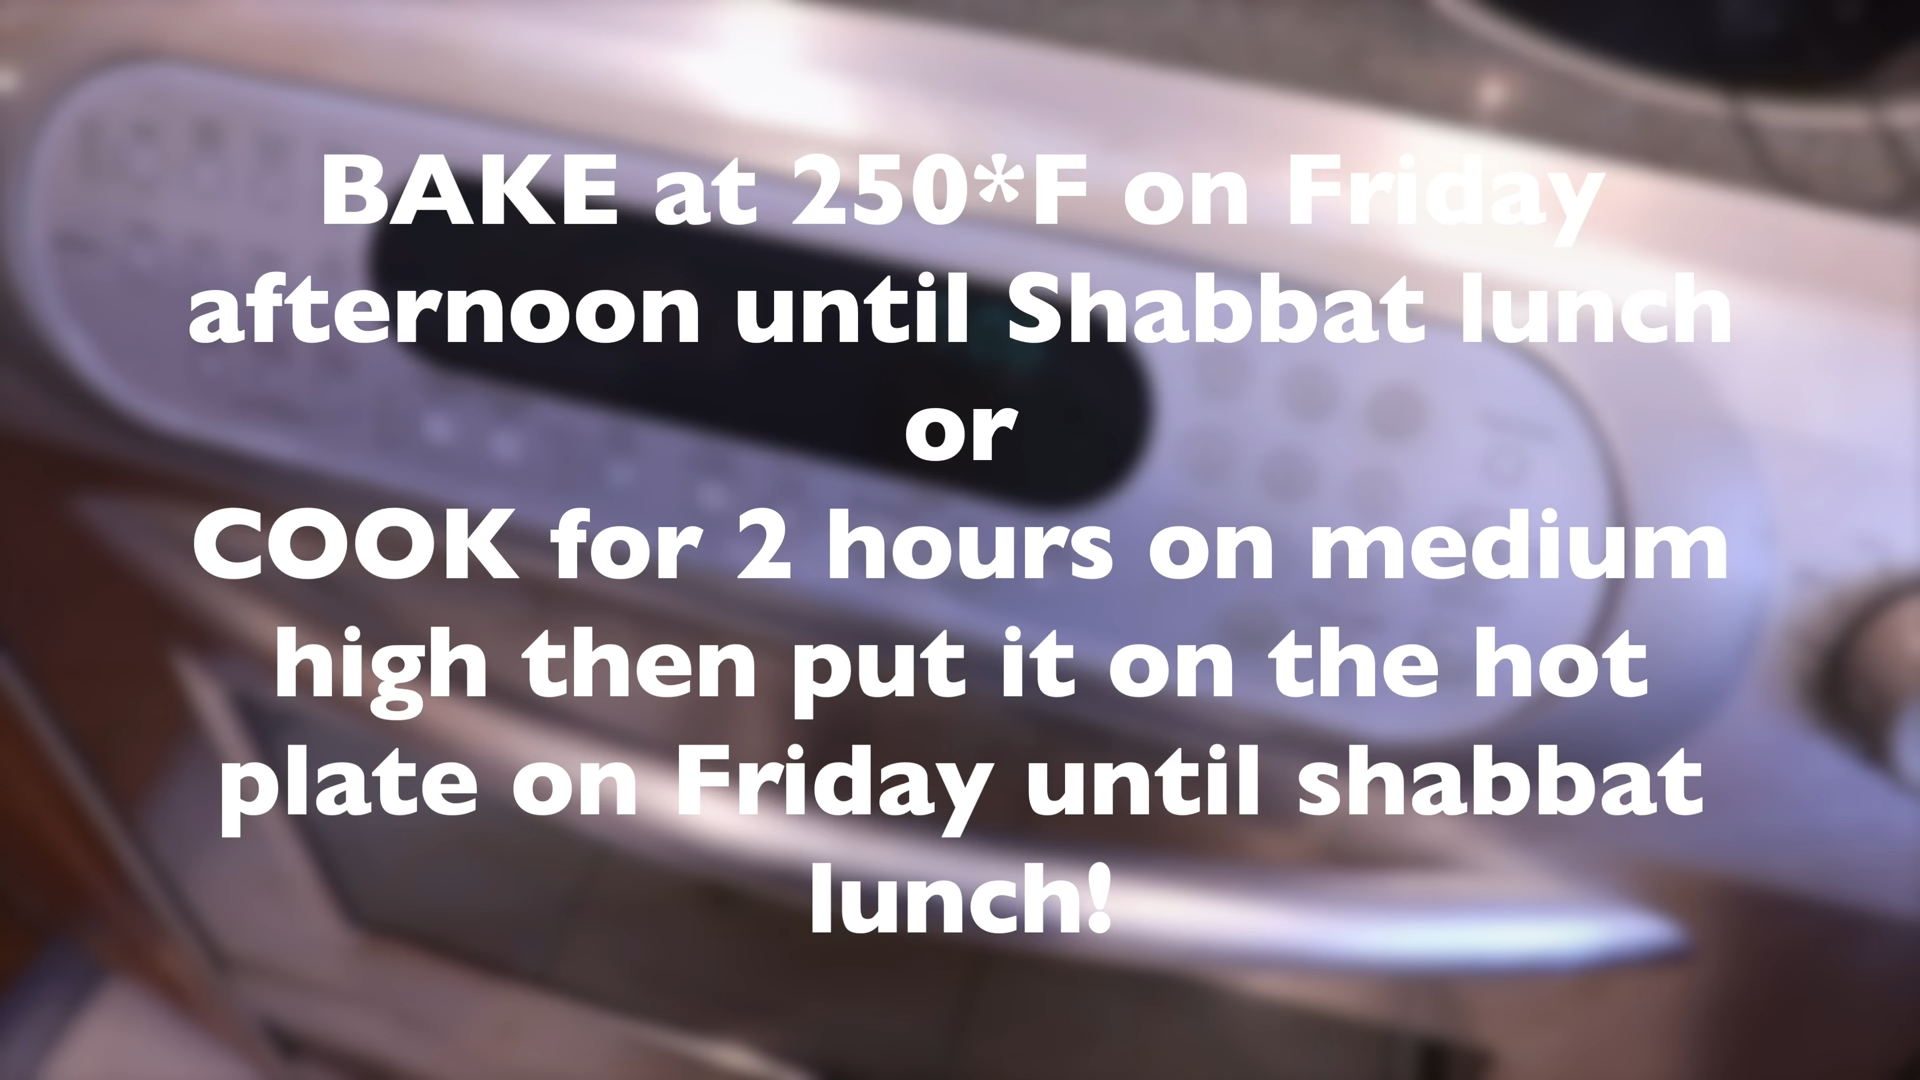 BAKE at 250*F on Friday
afternoon until Shabbat lunch
or
COOK for 2 hours on medium
high then put it on the hot
plate on Friday until shabbat
lunch!